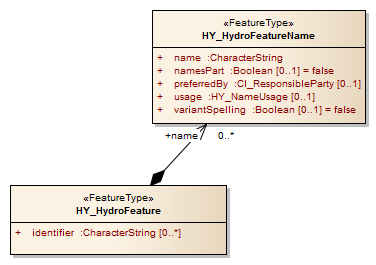 «FeatureType»
HY_HydroFeatureName
+ name :CharacterString
+ namesPart :Boolean [0..1] = false
+ preferredBy :CI_ResponsibleParty [0..1]
+ usage :HY_NameUsage [0..1]
+ variantSpelling :Boolean [0..1] = false
+name 0..*
«FeatureType»
HY_HydroFeature
+ identifier :CharacterString [0..*]